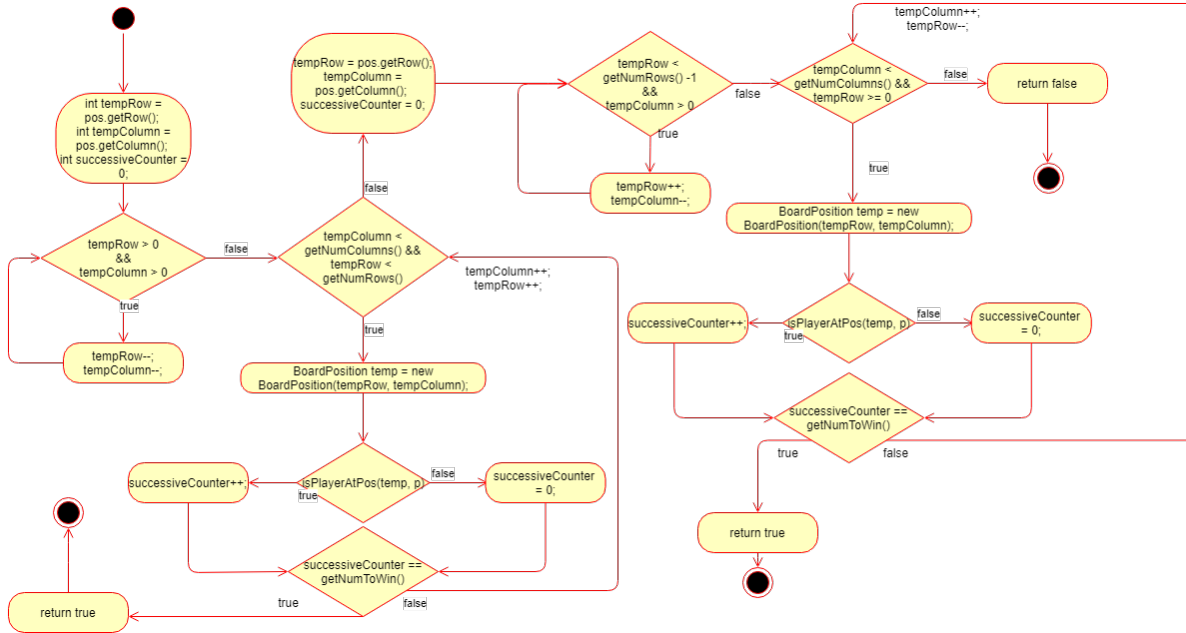 int tempRow =
pos.getRow();
int tempColumn =
pos.getColumn();
int successiveCounter =
0;
tempRow > 0
&&
tempColumn > 0
true
false
tempRow--;
tempColumn--;
tempColumn <
getNumColumns() &&
tempRow <
getNumRows()
false
true
tempColumn++;
tempRow++;
BoardPosition temp = new
BoardPosition(tempRow, tempColumn);
isPlayerAtPos(temp, p)
true
false
successiveCounter++;
successiveCounter
= 0;
successiveCounter ==
getNumToWin()
true
false
return true
tempRow = pos.getRow();
tempColumn =
pos.getColumn();
successiveCounter = 0;
tempRow <
getNumRows() -1
&&
tempColumn > 0
true
false
tempRow++;
tempColumn--;
tempColumn++;
tempRow--;
tempColumn <
getNumColumns() &&
tempRow >= 0
false
true
return false
BoardPosition temp = new
BoardPosition(tempRow, tempColumn);
isPlayerAtPos(temp, p)
true
false
successiveCounter++;
successiveCounter
= 0;
successiveCounter ==
getNumToWin()
true
false
return true